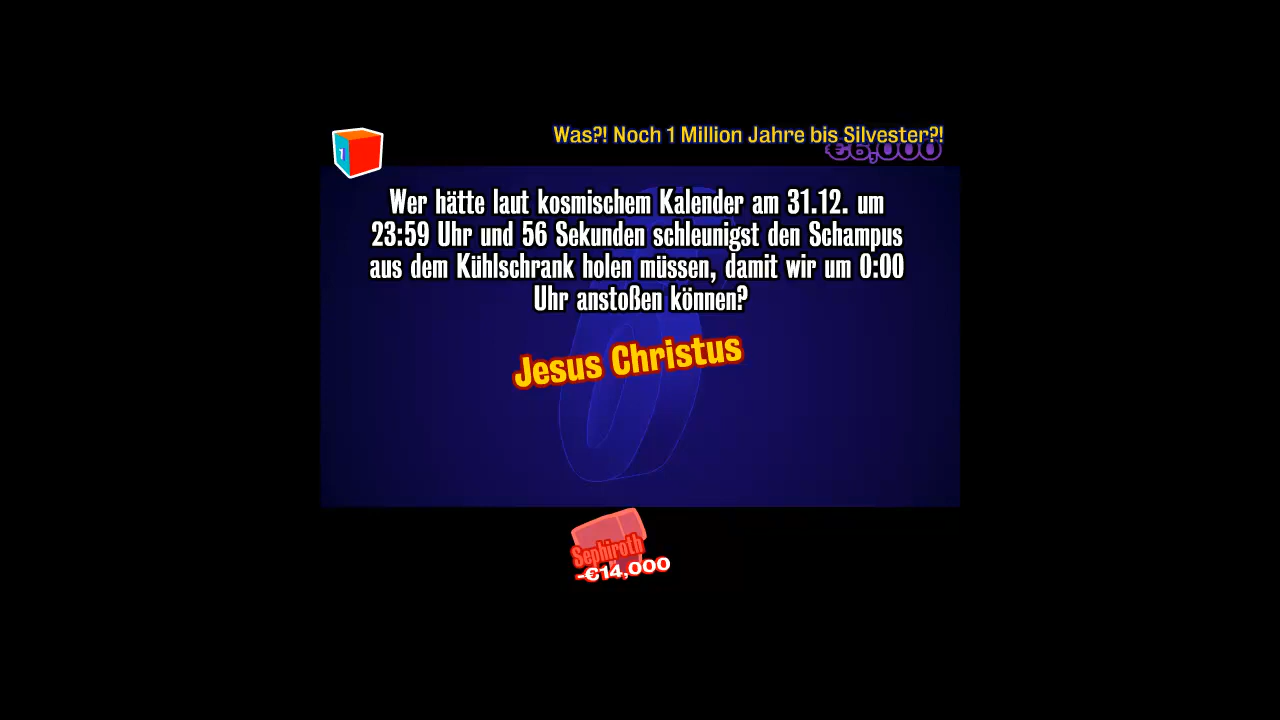 Was?! Noch 1 Million Jahre bis Silvester?!
€6,000
1
Wer hätte laut kosmischem Kalender am 31.12. um
23:59 Uhr und 56 Sekunden schleunigst den Schampus
aus dem Kühlschrank holen müssen, damit wir um 0:00
Uhr anstoßen können?
Jesus Christus
Sephiroth
-€14,000